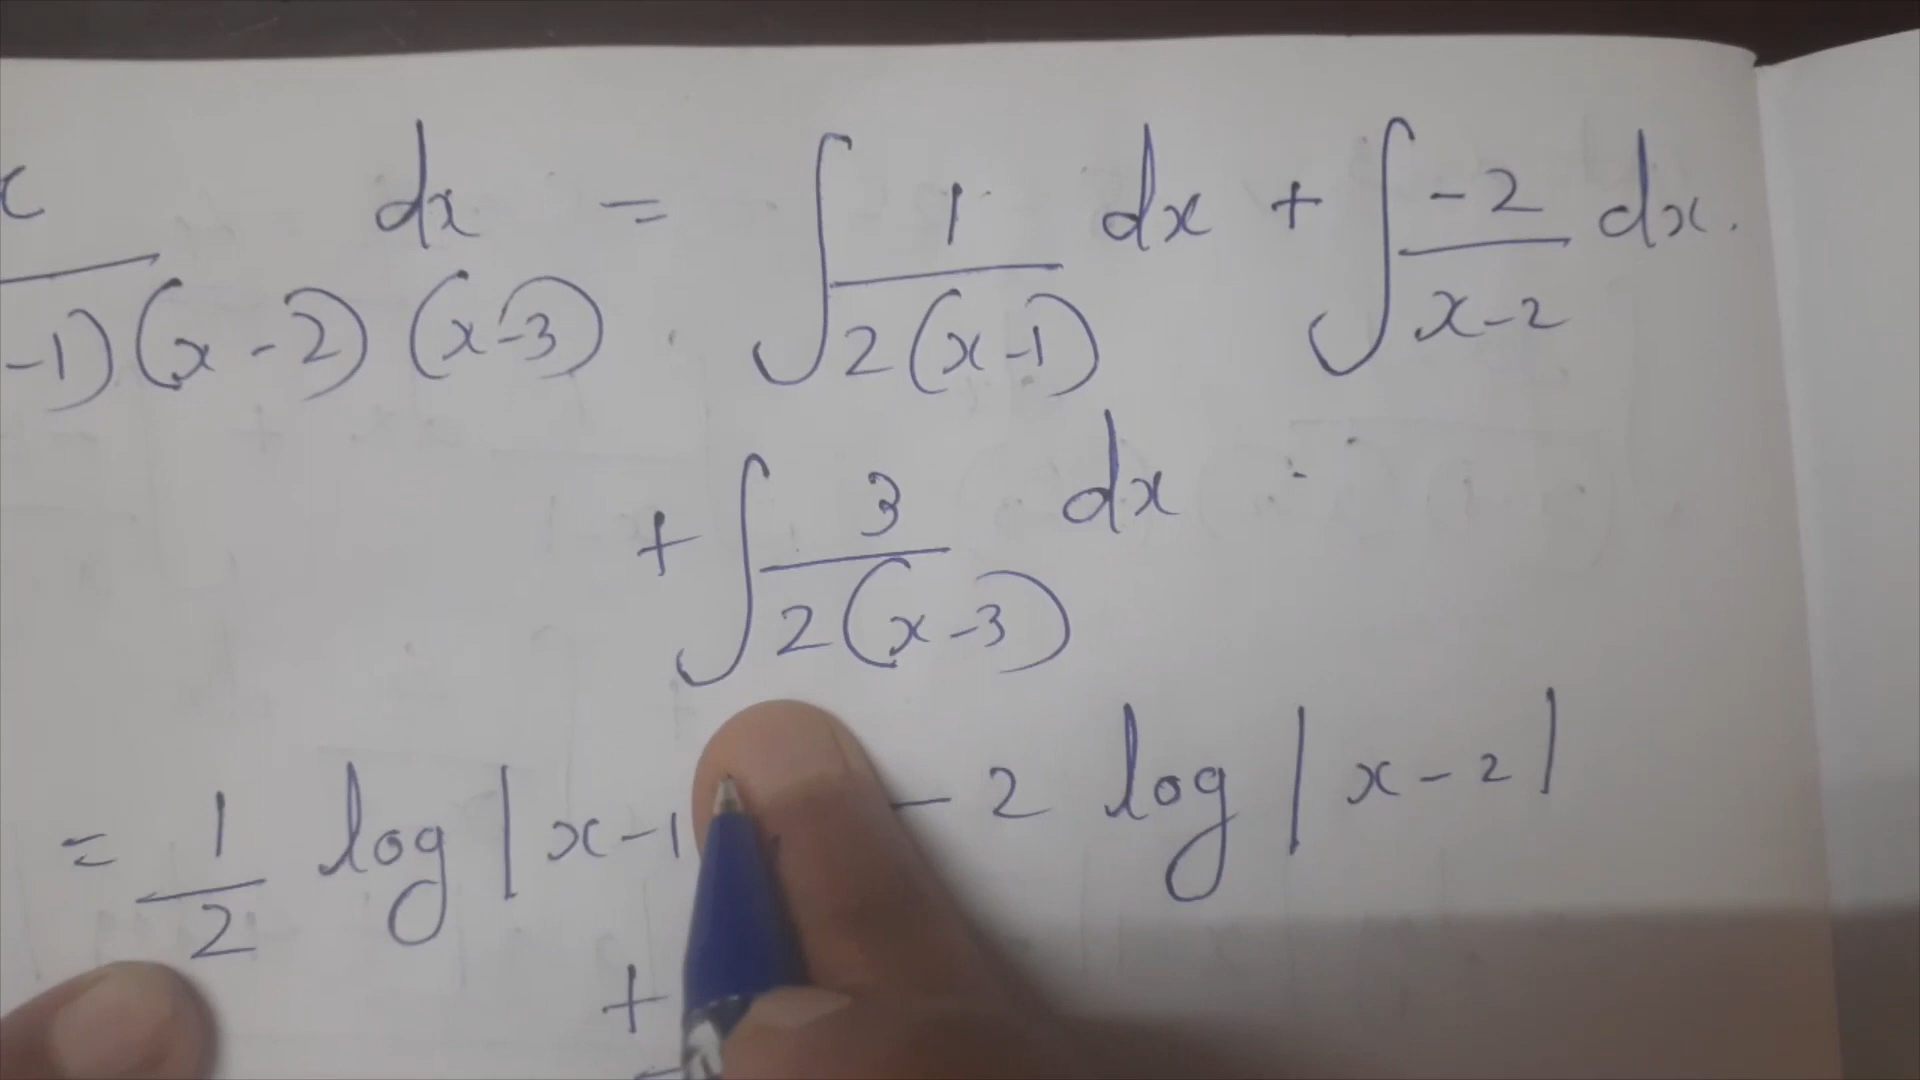 x dx = ∫ 1 dx + ∫ -2 dx.
-1)(x-2)(x-3) 2(x-1) x-2
+ ∫ 3 dx
2(x-3)
= 1/2 log |x-1 - 2 log |x-2|
+